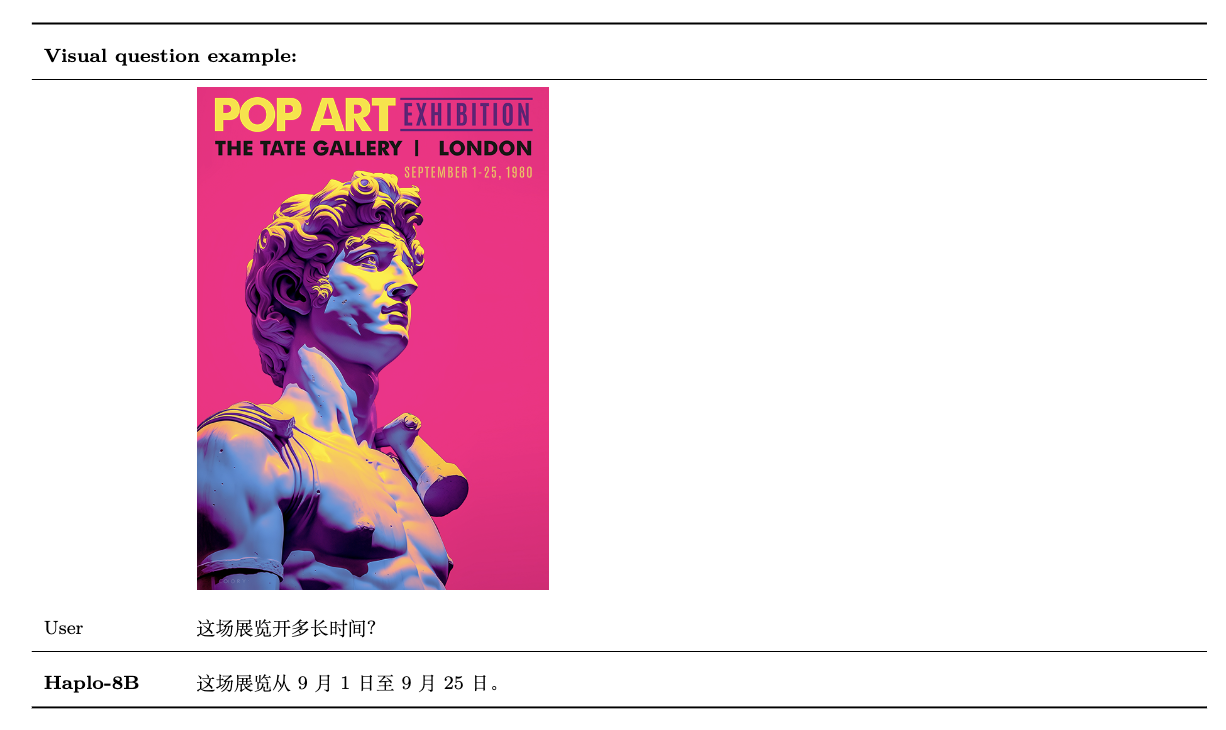 Visual question example:
POP ART EXHIBITION
THE TATE GALLERY | LONDON
SEPTEMBER 1-25, 1980
User 这场展览开多长时间?
Haplo-8B 这场展览从 9 月 1 日至 9 月 25 日。